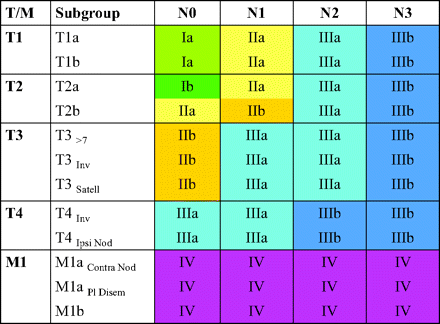 T/M Subgroup N0 N1 N2 N3
T1 T1a Ia IIa IIIa IIIb
T1b Ia IIa IIIa IIIb
T2 T2a Ib IIa IIIa IIIb
T2b IIa IIb IIIa IIIb
T3 T3 >7 IIb IIIa IIIa IIIb
T3 Inv IIb IIIa IIIa IIIb
T3 Satell IIb IIIa IIIa IIIb
T4 T4 Inv IIIa IIIa IIIb IIIb
T4 Ipsi Nod IIIa IIIa IIIb IIIb
M1 M1a Contra Nod IV IV IV IV
M1a Pl Disem IV IV IV IV
M1b IV IV IV IV